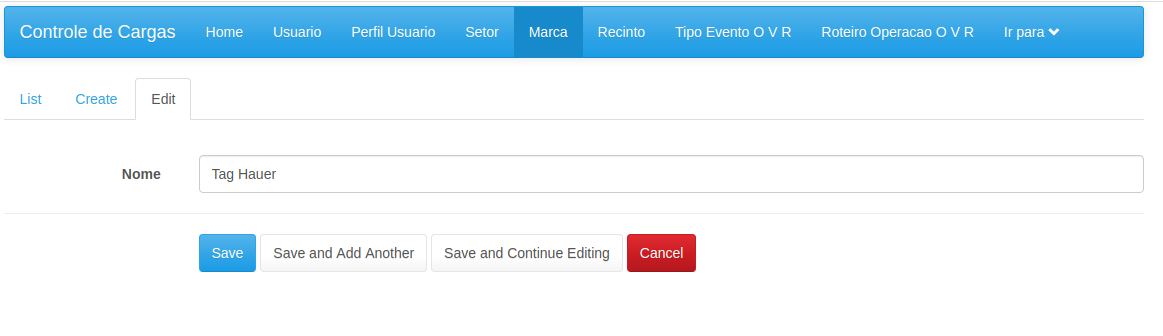 Controle de Cargas Home Usuario Perfil Usuario Setor Marca Recinto Tipo Evento O V R Roteiro Operacao O V R Ir para
List Create Edit
Nome Tag Hauer
Save Save and Add Another Save and Continue Editing Cancel